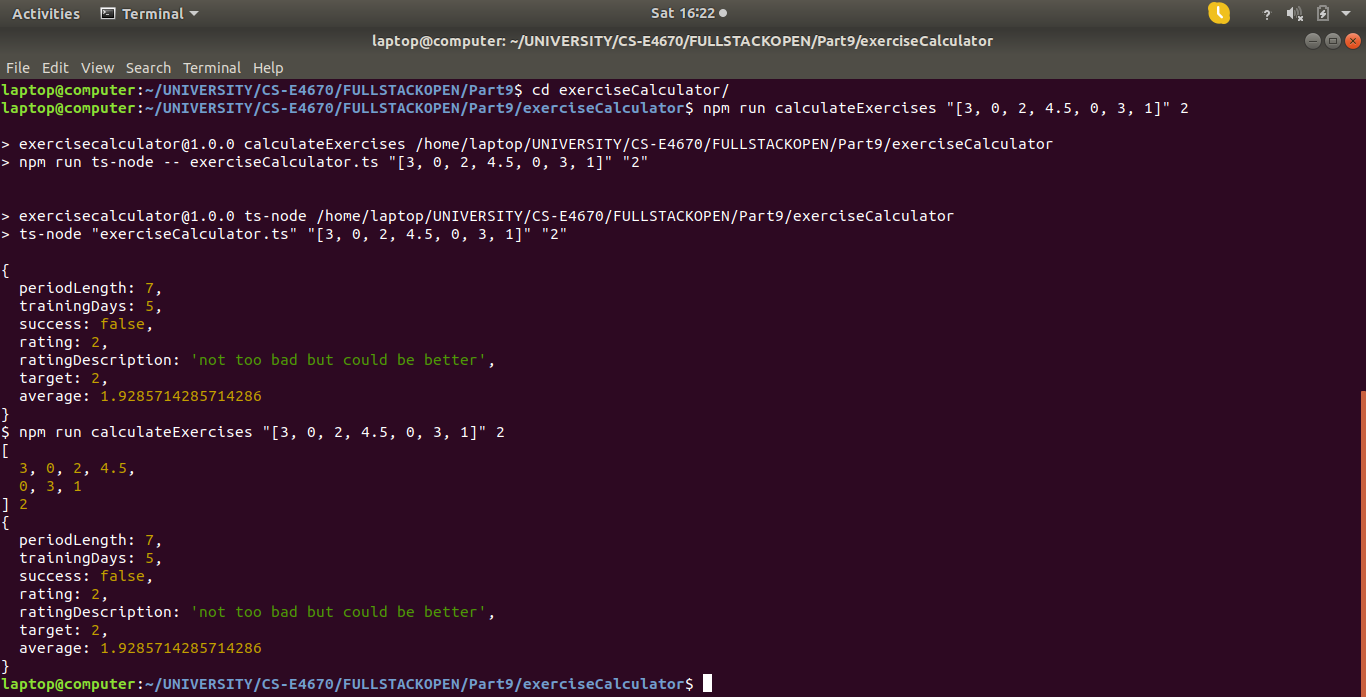 Activities Terminal Sat 16:22 ?
laptop@computer: ~/UNIVERSITY/CS-E4670/FULLSTACKOPEN/Part9/exerciseCalculator
File Edit View Search Terminal Help
laptop@computer:~/UNIVERSITY/CS-E4670/FULLSTACKOPEN/Part9$ cd exerciseCalculator/
laptop@computer:~/UNIVERSITY/CS-E4670/FULLSTACKOPEN/Part9/exerciseCalculator$ npm run calculateExercises "[3, 0, 2, 4.5, 0, 3, 1]" 2
> exercisecalculator@1.0.0 calculateExercises /home/laptop/UNIVERSITY/CS-E4670/FULLSTACKOPEN/Part9/exerciseCalculator
> npm run ts-node -- exerciseCalculator.ts "[3, 0, 2, 4.5, 0, 3, 1]" "2"
> exercisecalculator@1.0.0 ts-node /home/laptop/UNIVERSITY/CS-E4670/FULLSTACKOPEN/Part9/exerciseCalculator
> ts-node "exerciseCalculator.ts" "[3, 0, 2, 4.5, 0, 3, 1]" "2"
{
  periodLength: 7,
  trainingDays: 5,
  success: false,
  rating: 2,
  ratingDescription: 'not too bad but could be better',
  target: 2,
  average: 1.9285714285714286
}
$ npm run calculateExercises "[3, 0, 2, 4.5, 0, 3, 1]" 2
[
  3, 0, 2, 4.5,
  0, 3, 1
] 2
{
  periodLength: 7,
  trainingDays: 5,
  success: false,
  rating: 2,
  ratingDescription: 'not too bad but could be better',
  target: 2,
  average: 1.9285714285714286
}
laptop@computer:~/UNIVERSITY/CS-E4670/FULLSTACKOPEN/Part9/exerciseCalculator$